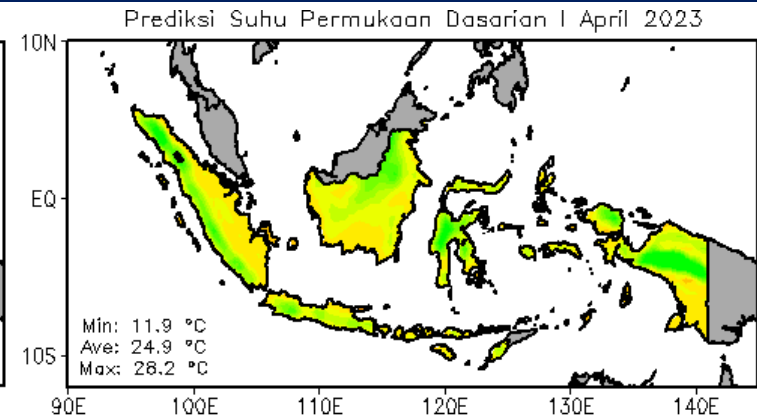 Prediksi Suhu Permukaan Dasarian I April 2023
10N
EQ
10S
Min: 11.9 °C
Ave: 24.9 °C
Max: 28.2 °C
90E 100E 110E 120E 130E 140E